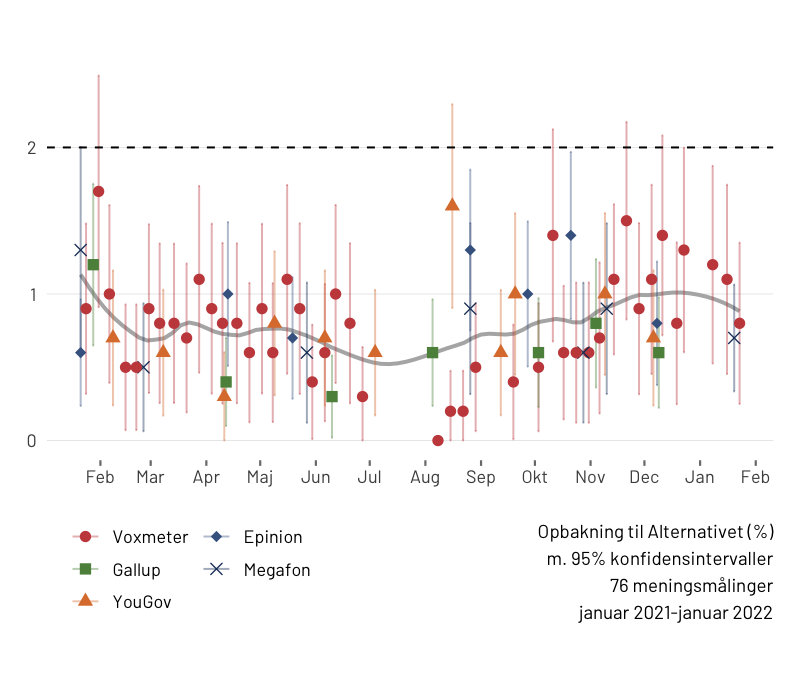 2
1
0
Feb Mar Apr Maj Jun Jul Aug Sep Okt Nov Dec Jan Feb
Voxmeter Epinion
Gallup Megafon
YouGov
Opbakning til Alternativet (%)
m. 95% konfidensintervaller
76 meningsmålinger
januar 2021-januar 2022